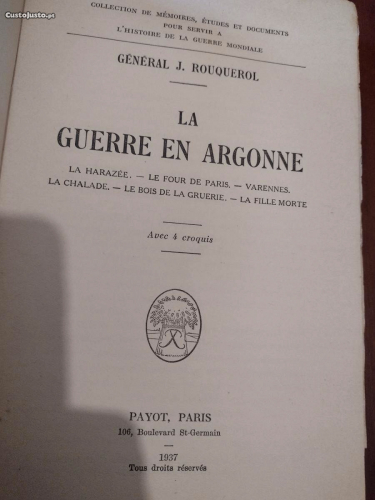 CustoJusto.pt
COLLECTION DE MÉMOIRES, ÉTUDES ET DOCUMENTS
POUR SERVIR A
L'HISTOIRE DE LA GUERRE MONDIALE
GÉNÉRAL J. ROUQUEROL
LA
GUERRE EN ARGONNE
LA HARAZÉE. — LE FOUR DE PARIS. — VARENNES.
LA CHALADE. — LE BOIS DE LA GRURIE. — LA FILLE MORTE
Avec 4 croquis
PAYOT, PARIS
106, Boulevard St-Germain
1937
Tous droits réservés